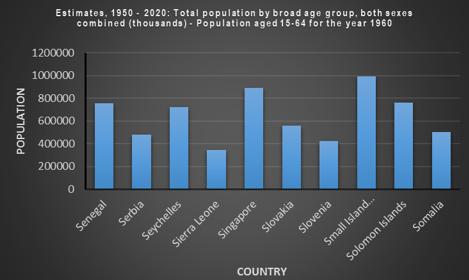 Estimates, 1950 - 2020: Total population by broad age group, both sexes
combined (thousands) - Population aged 15-64 for the year 1960
POPULATION
1200000
1000000
800000
600000
400000
200000
0
Senegal
Serbia
Seychelles
Sierra Leone
Singapore
Slovakia
Slovenia
Small Island...
Solomon Islands
Somalia
COUNTRY